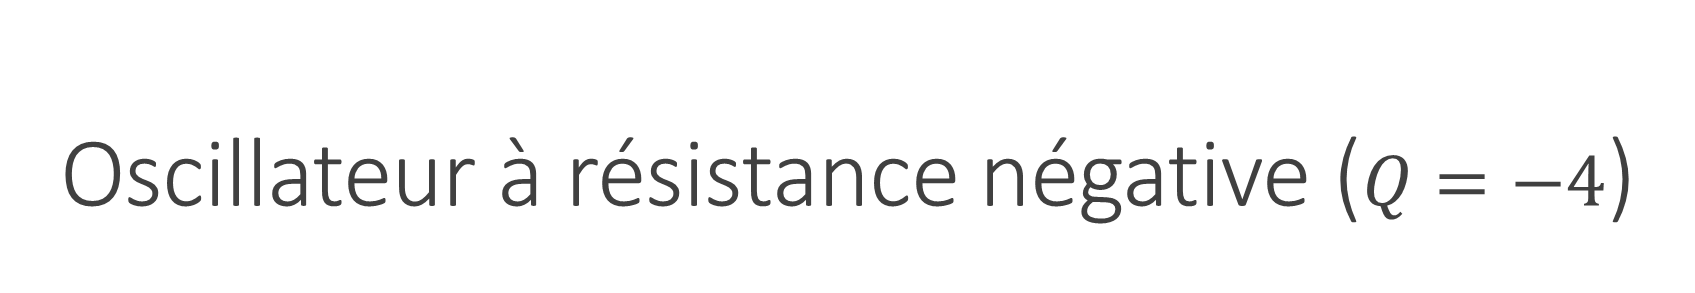 Oscillateur à résistance négative (Q = −4)